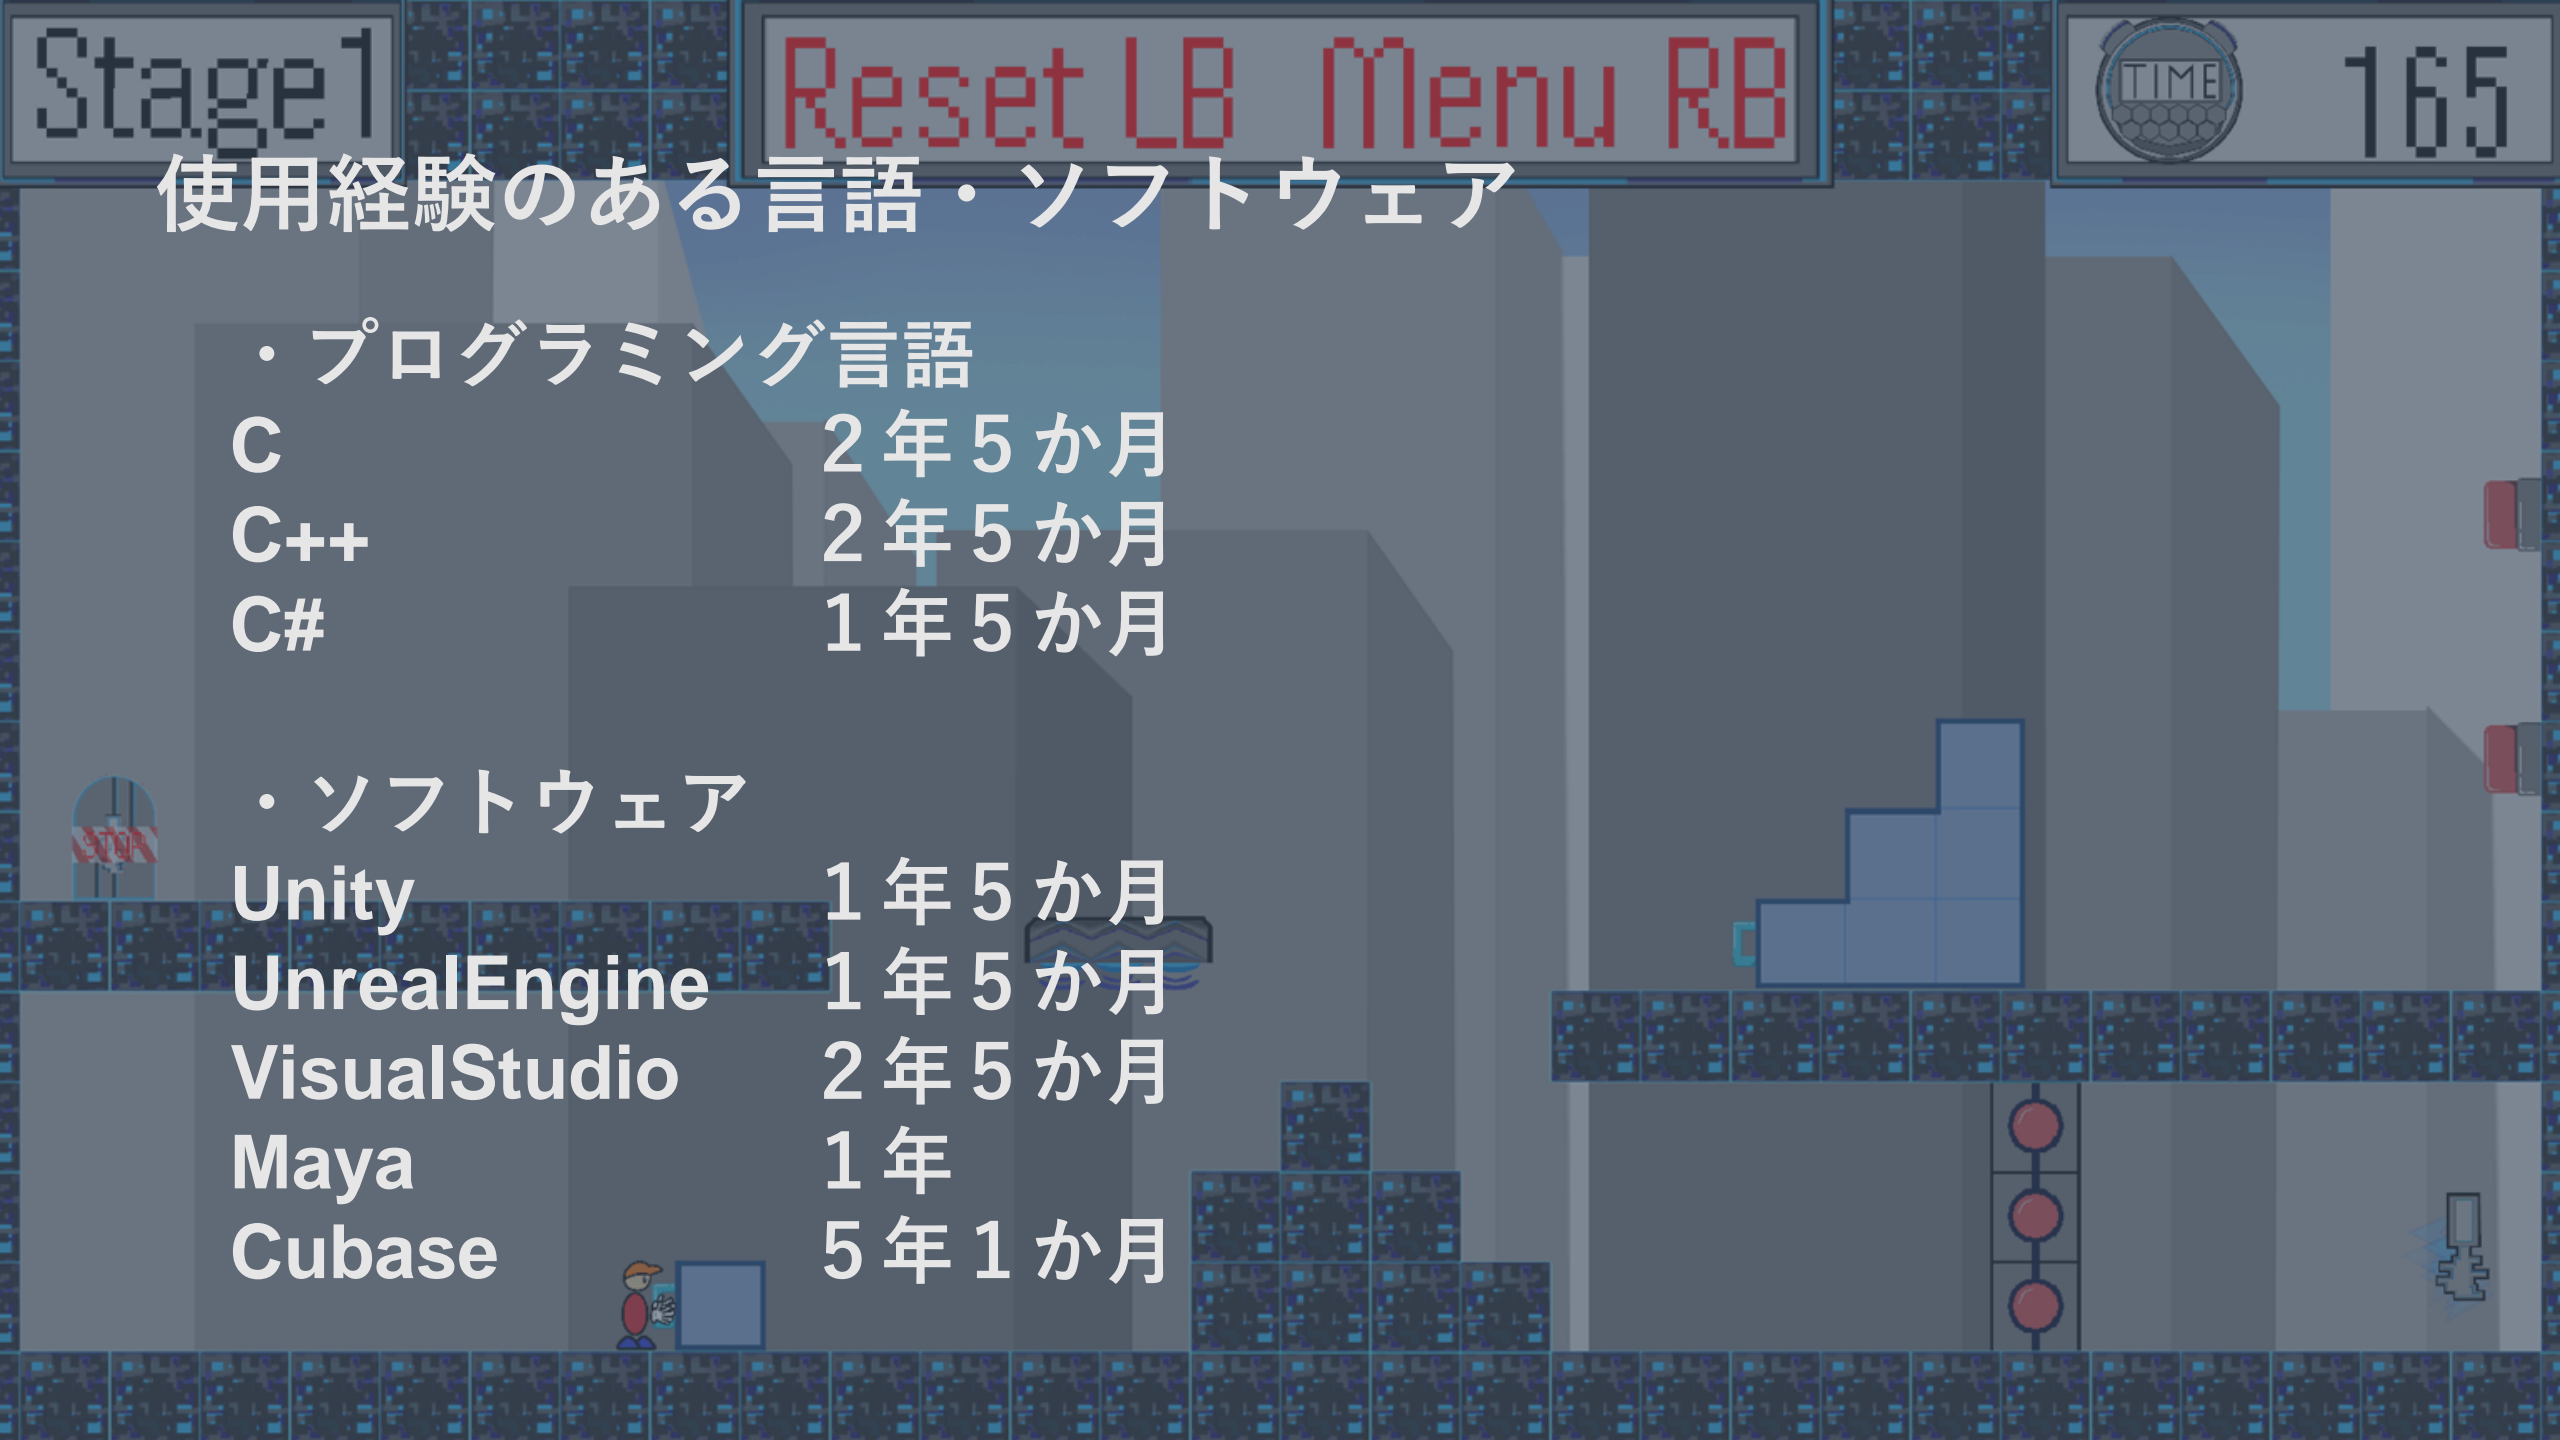 Stage1
Reset LB Menu RB
TIME 165
使用経験のある言語・ソフトウェア
・プログラミング言語
C ２年５か月
C++ ２年５か月
C# １年５か月
・ソフトウェア
Unity １年５か月
UnrealEngine １年５か月
VisualStudio ２年５か月
Maya １年
Cubase ５年１か月
STOP